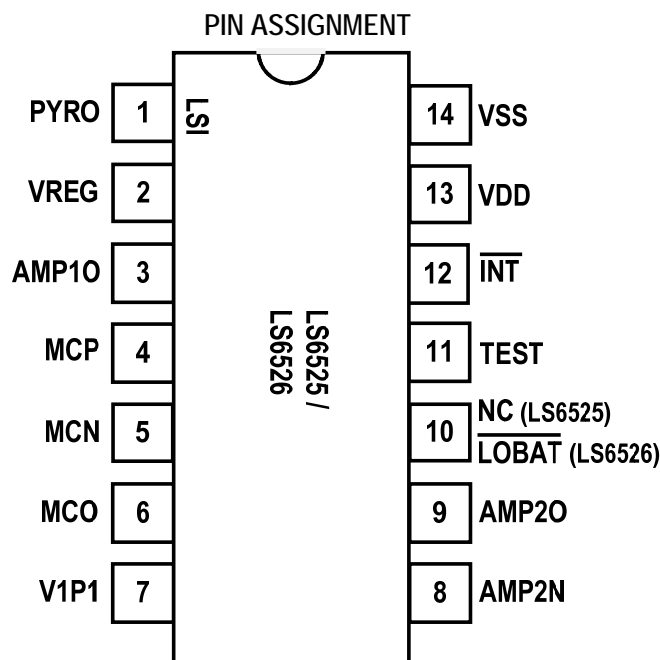 PIN ASSIGNMENT
PYRO 1
VREG 2
AMP1O 3
MCP 4
MCN 5
MCO 6
V1P1 7
LSI
LS6525 /
LS6526
14 VSS
13 VDD
12 INT
11 TEST
10 NC (LS6525)
LOBAT (LS6526)
9 AMP2O
8 AMP2N